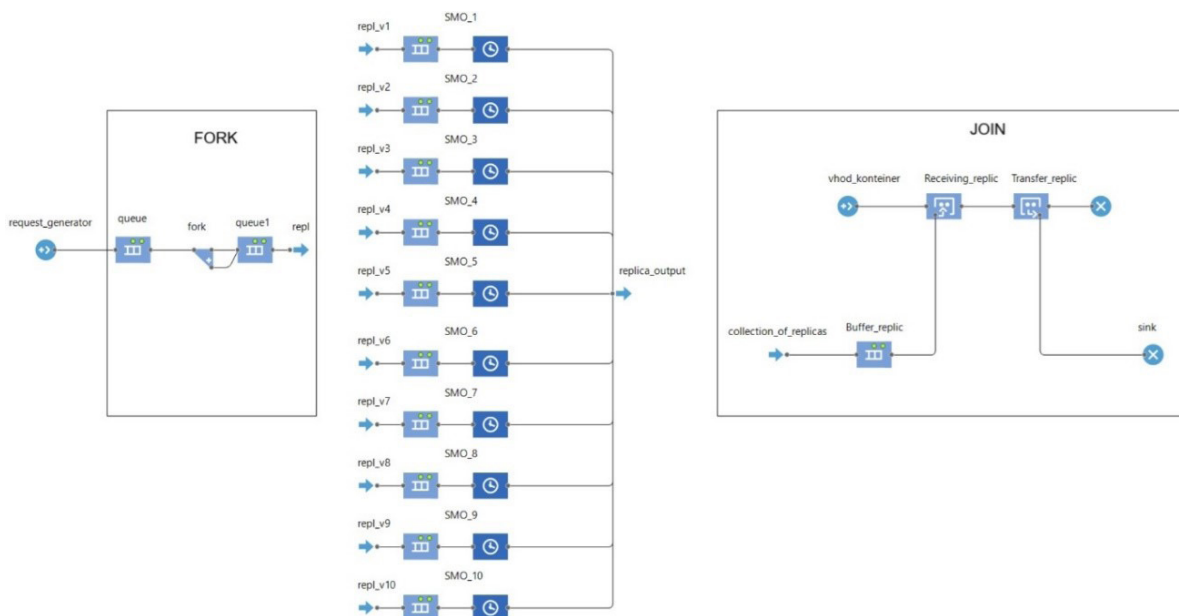 FORK
request_generator
queue
fork
queue1
repl
repl_v1
SMO_1
repl_v2
SMO_2
repl_v3
SMO_3
repl_v4
SMO_4
repl_v5
SMO_5
repl_v6
SMO_6
repl_v7
SMO_7
repl_v8
SMO_8
repl_v9
SMO_9
repl_v10
SMO_10
replica_output
JOIN
vhod_konteiner
Receiving_replic
Transfer_replic
collection_of_replicas
Buffer_replic
sink